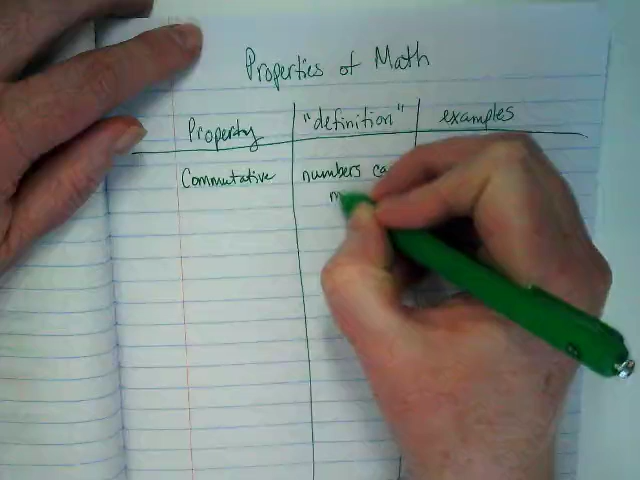 Properties of Math
Property "definition" examples
Commutative numbers